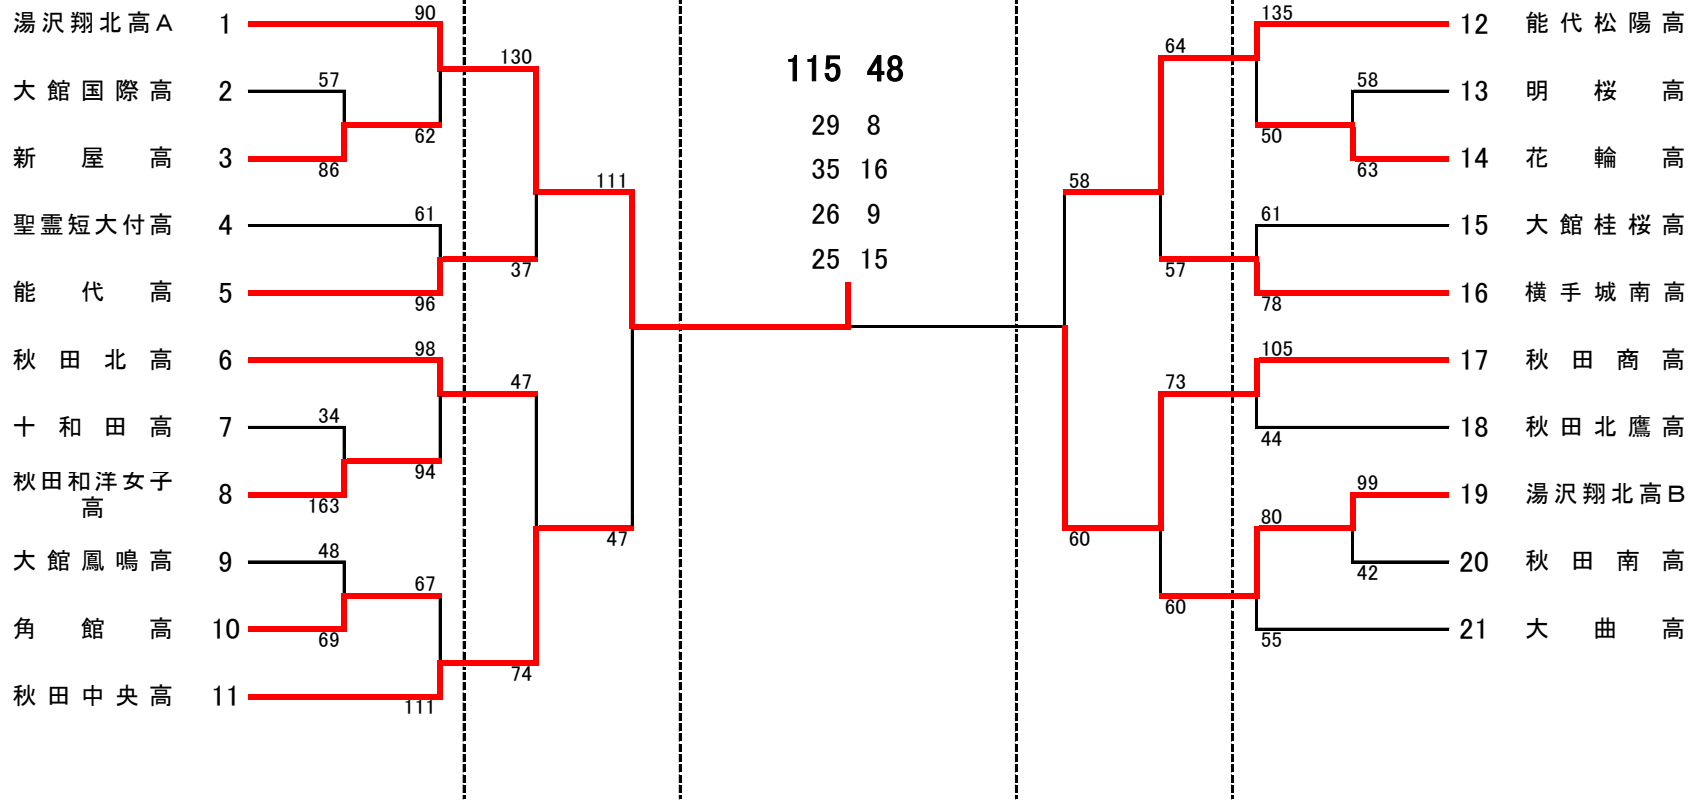 湯沢翔北高A 1 90
130
大館国際高 2 57
62
新屋高 3 86
111
聖霊短大付高 4 61
37
能代高 5 96
秋田北高 6 98
47
十和田高 7 34
94
秋田和洋女子高 8 163
47
大館鳳鳴高 9 48
67
角館高 10 69
74
秋田中央高 11 111
115 48
29 8
35 16
26 9
25 15
135 12 能代松陽高
64
58 13 明桜高
50
63 14 花輪高
58
61 15 大館桂桜高
57
78 16 横手城南高
105 17 秋田商高
73
44 18 秋田北鷹高
99 19 湯沢翔北高B
80
60
42 20 秋田南高
60
55 21 大曲高